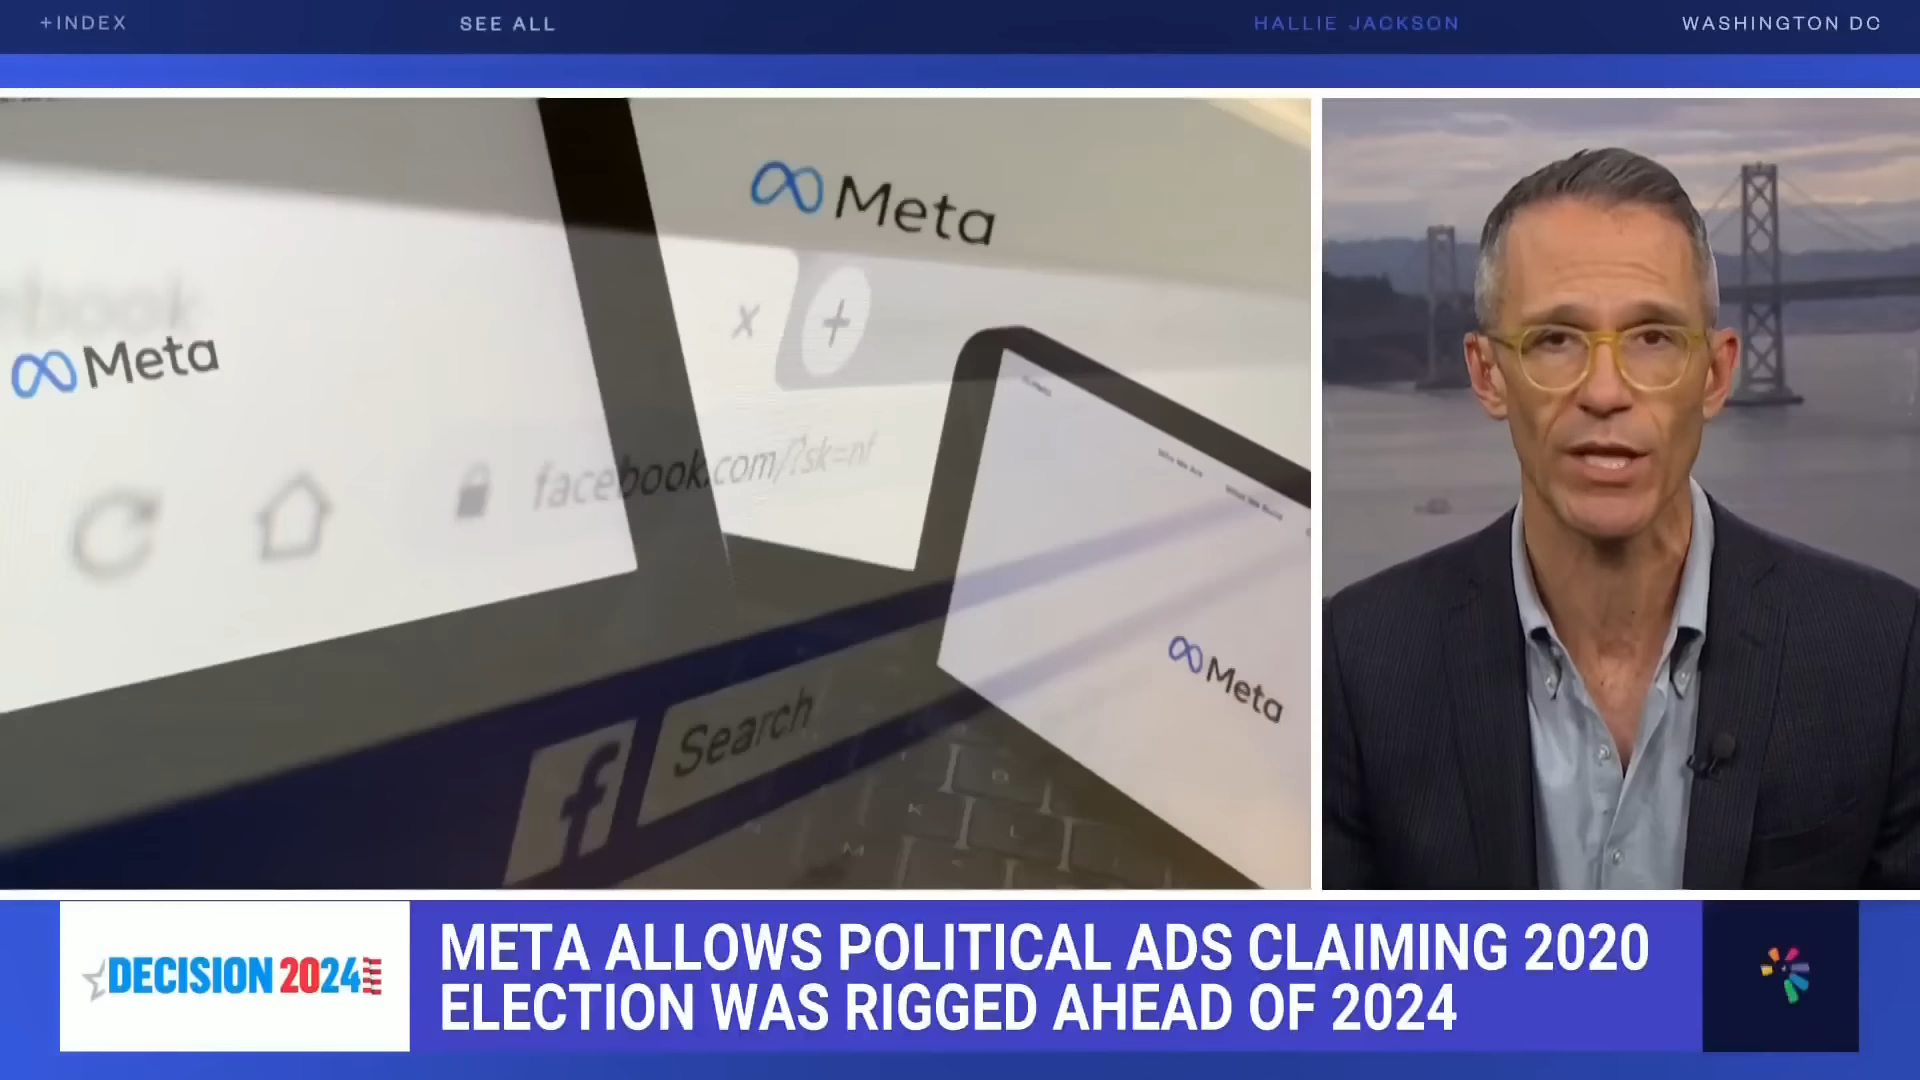 +INDEX
SEE ALL
HALLIE JACKSON
WASHINGTON DC
Meta
ebook
Meta
x
+
facebook.com/?sk=nf
f
Search
Meta
DECISION 2024
META ALLOWS POLITICAL ADS CLAIMING 2020
ELECTION WAS RIGGED AHEAD OF 2024